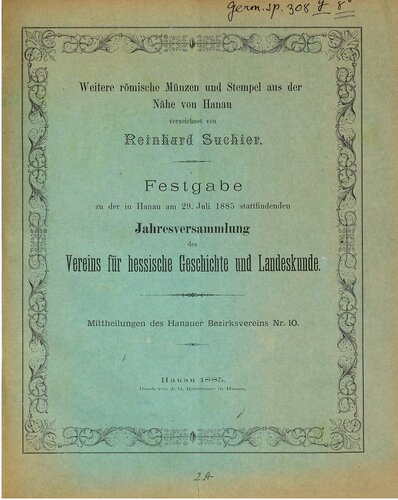 germ. sp. 308 y 8°
Weitere römische Münzen und Stempel aus der
Nähe von Hanau
verzeichnet von
Reinhard Suchier.
Festgabe
zu der in Hanau am 29. Juli 1885 stattfindenden
Jahresversammlung
des
Vereins für hessische Geschichte und Landeskunde.
Mittheilungen des Hanauer Bezirksvereins Nr. 10.
Hanau 1885.
Druck von J. G. Kittsteiner in Hanau.
2A